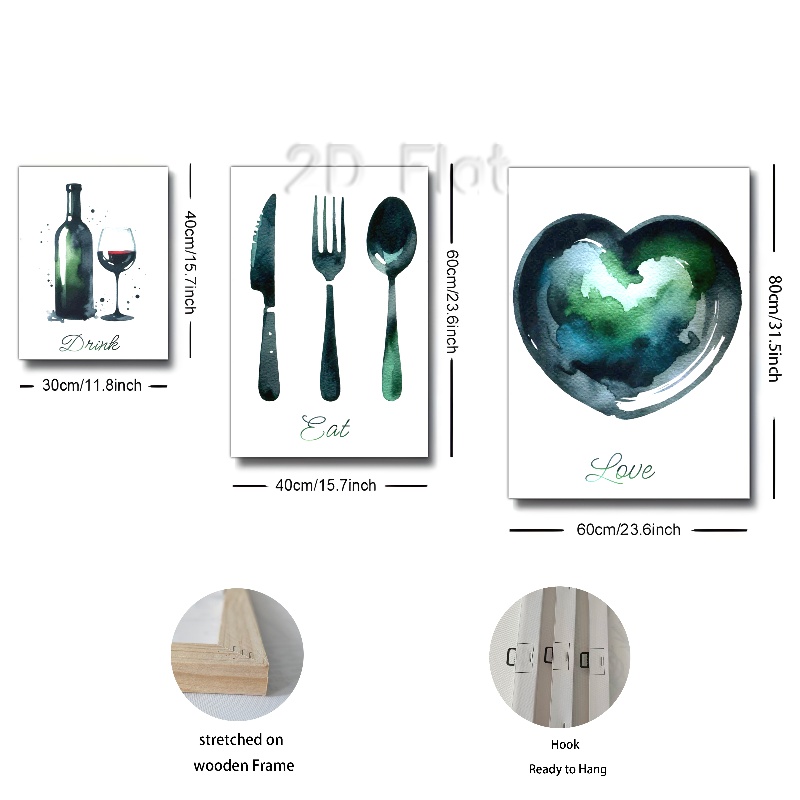 2D Flat
40cm/15.7inch
Drink
30cm/11.8inch
60cm/23.6inch
Eat
40cm/15.7inch
80cm/31.5inch
Love
60cm/23.6inch
stretched on
wooden Frame
Hook
Ready to Hang